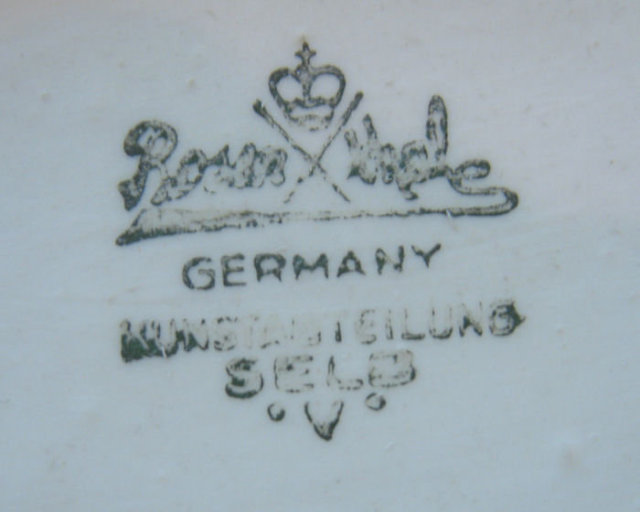 Rosenthal
GERMANY
KUNSTABTEILUNG
SELB